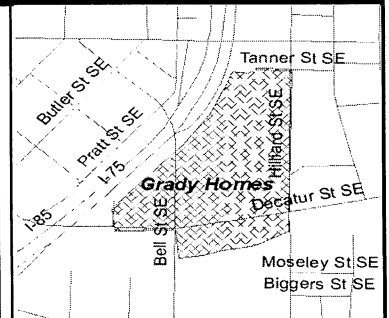 Tanner St SE
Butler St SE
Pratt St SE
I-75
Hilliard St SE
Grady Homes
Decatur St SE
I-85
Bell St SE
Moseley St SE
Biggers St SE